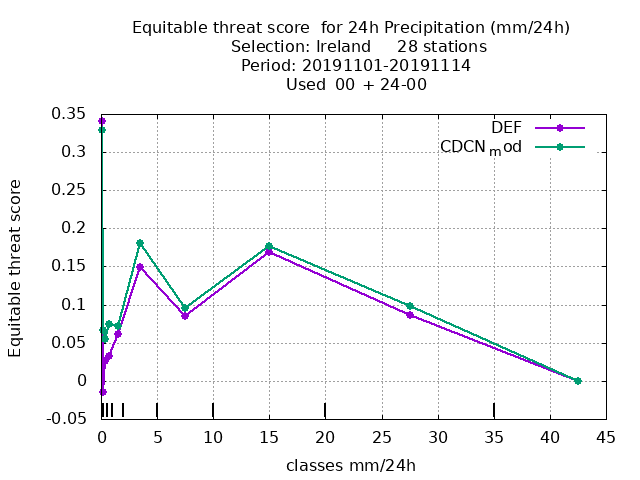 Equitable threat score  for 24h Precipitation (mm/24h)
Selection: Ireland     28 stations
Period: 20191101-20191114
Used  00 + 24-00
DEF
CDCN_mod
Equitable threat score
0.35
0.3
0.25
0.2
0.15
0.1
0.05
0
-0.05
0 5 10 15 20 25 30 35 40 45
classes mm/24h